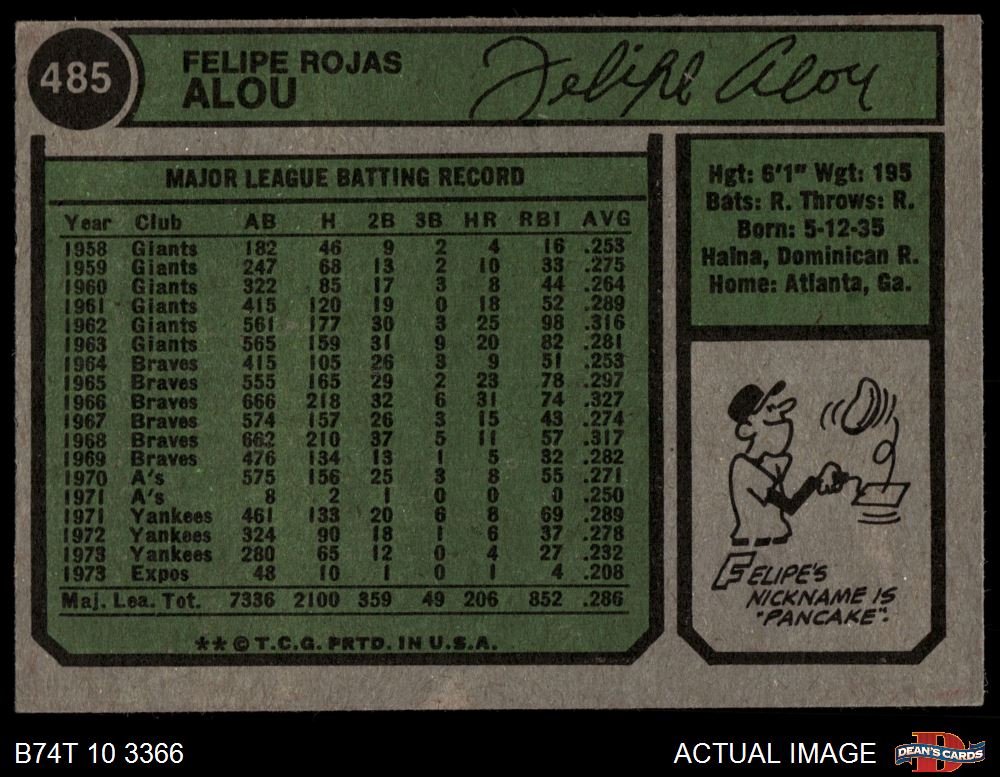 485
FELIPE ROJAS
ALOU
Felipe Alou
MAJOR LEAGUE BATTING RECORD
Year Club AB H 2B 3B HR RBI AVG
1958 Giants 182 46 9 2 4 16 .253
1959 Giants 247 68 13 2 10 33 .275
1960 Giants 322 85 17 3 8 44 .264
1961 Giants 415 120 19 0 18 52 .289
1962 Giants 561 177 30 3 25 98 .316
1963 Giants 565 159 31 9 20 82 .281
1964 Braves 415 105 26 3 9 51 .253
1965 Braves 555 165 29 2 23 78 .297
1966 Braves 666 218 32 6 31 74 .327
1967 Braves 574 157 26 3 15 43 .274
1968 Braves 662 210 37 5 11 57 .317
1969 Braves 476 134 13 1 5 32 .282
1970 A's 575 156 25 3 8 55 .271
1971 A's 8 2 1 0 0 0 .250
1971 Yankees 461 133 20 6 8 69 .289
1972 Yankees 324 90 18 1 6 37 .278
1973 Yankees 280 65 12 0 4 27 .232
1973 Expos 48 10 1 0 1 4 .208
Maj. Lea. Tot. 7336 2100 359 49 206 852 .286
** © T.C.G. PRTD. IN U.S.A.
Hgt: 6'1" Wgt: 195
Bats: R. Throws: R.
Born: 5-12-35
Haina, Dominican R.
Home: Atlanta, Ga.
FELIPE'S
NICKNAME IS
"PANCAKE".
B74T 10 3366
ACTUAL IMAGE
D
DEAN'S CARDS